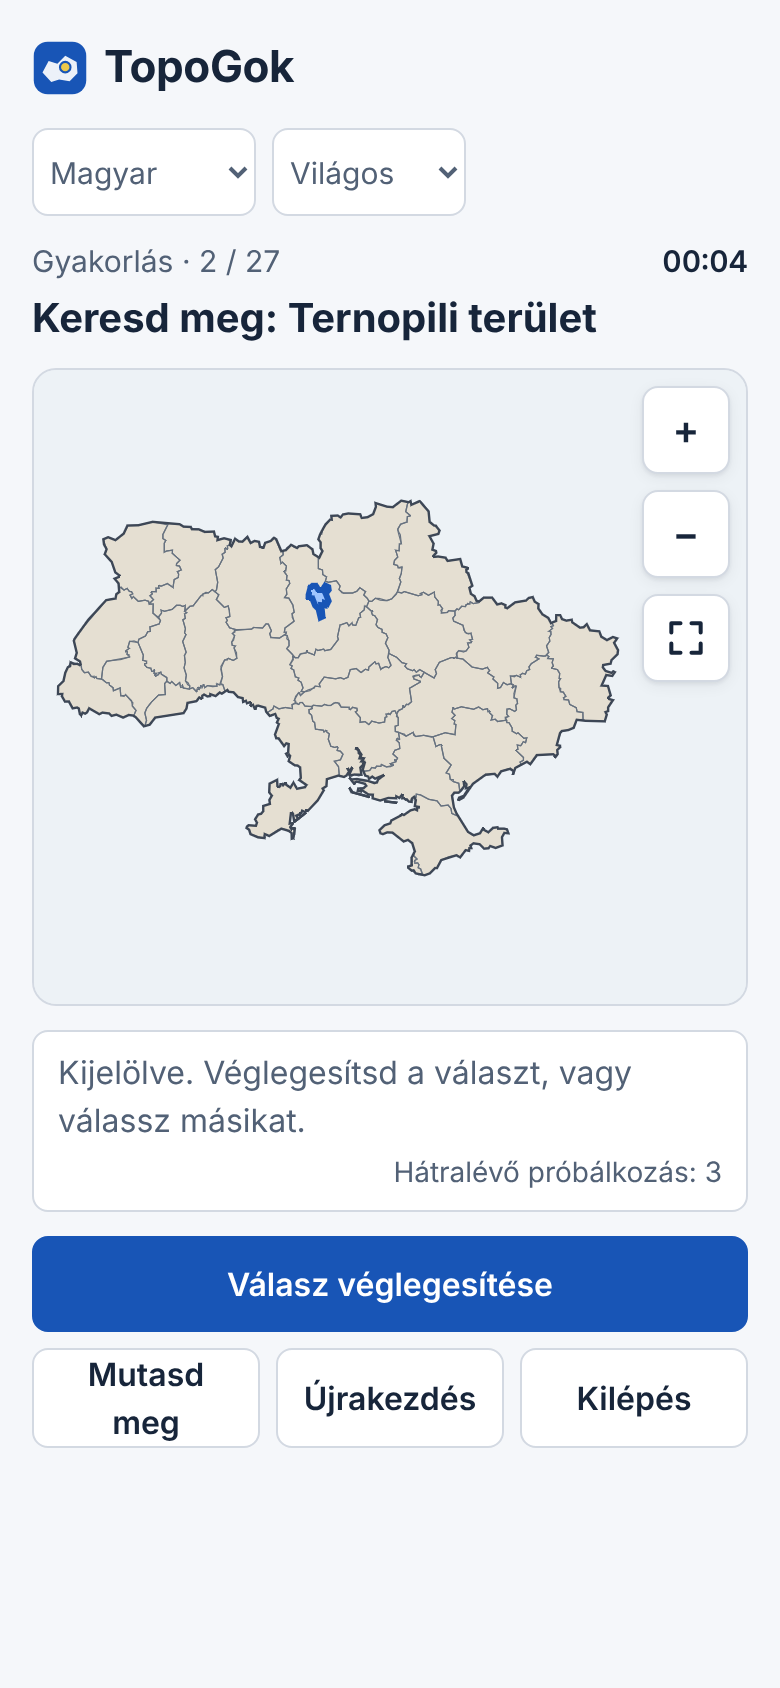 TopoGok
Magyar
Világos
Gyakorlás · 2 / 27
00:04
Keresd meg: Ternopili terület
+
−
Kijelölve. Véglegesítsd a választ, vagy
válassz másikat.
Hátralévő próbálkozás: 3
Válasz véglegesítése
Mutasd
meg
Újrakezdés
Kilépés